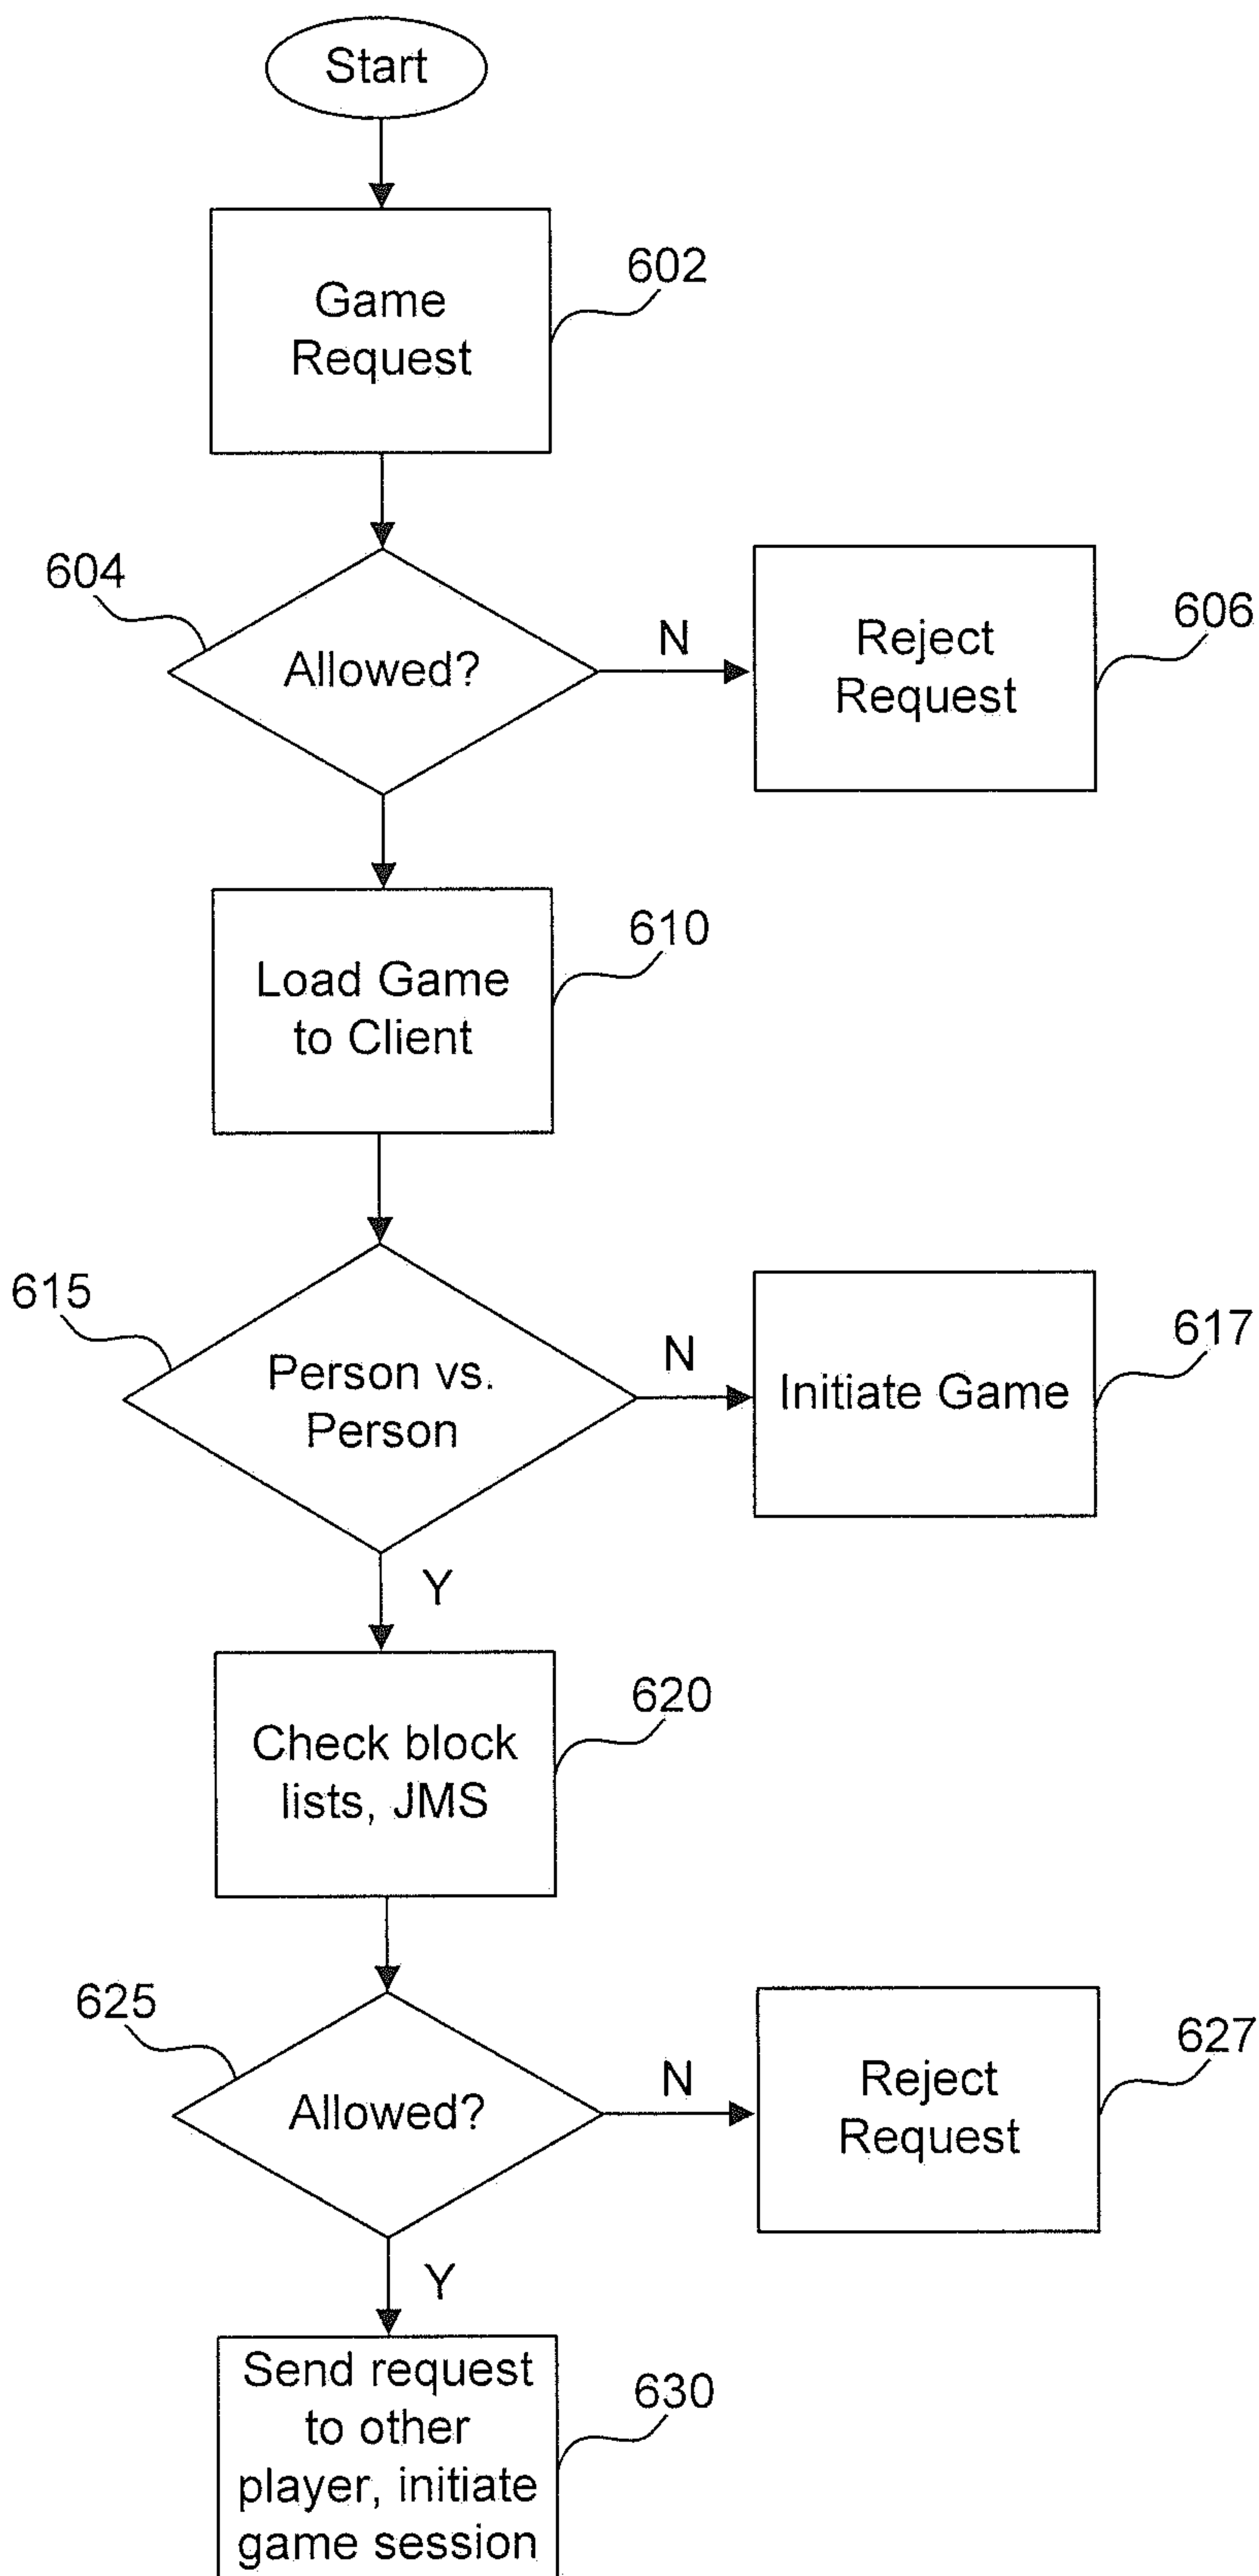 Start
Game
Request
602
604
Allowed?
N
Reject
Request
606
Load Game
to Client
610
615
Person vs.
Person
N
Initiate Game
617
Y
Check block
lists, JMS
620
625
Allowed?
N
Reject
Request
627
Y
Send request
to other
player, initiate
game session
630